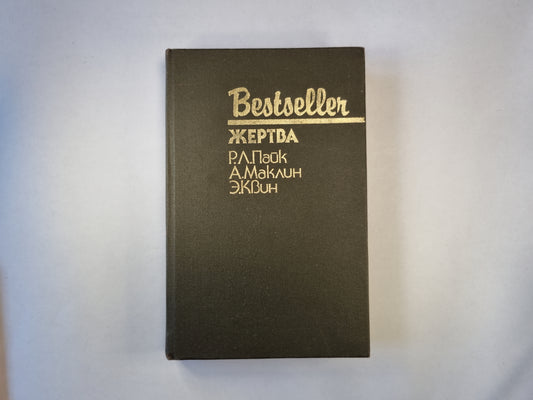 Bestseller
ЖЕРТВА
Р.Л.Пайк
А.Маклин
Э.Квин